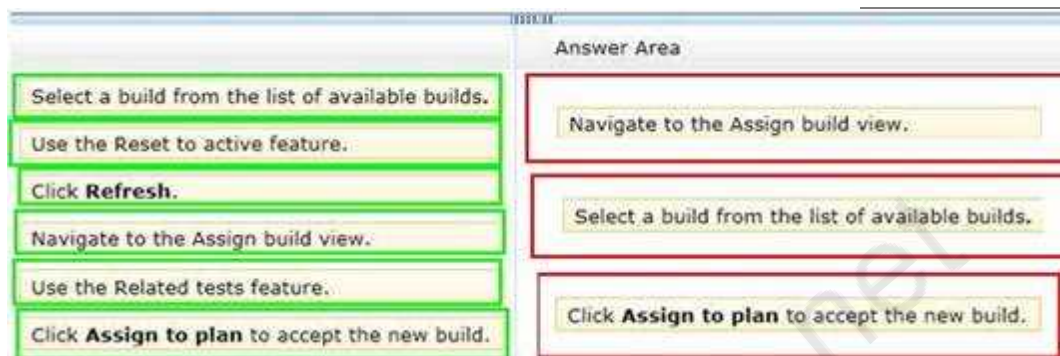 Answer Area
Select a build from the list of available builds.
Use the Reset to active feature.
Click Refresh.
Navigate to the Assign build view.
Use the Related tests feature.
Click Assign to plan to accept the new build.
Navigate to the Assign build view.
Select a build from the list of available builds.
Click Assign to plan to accept the new build.
net